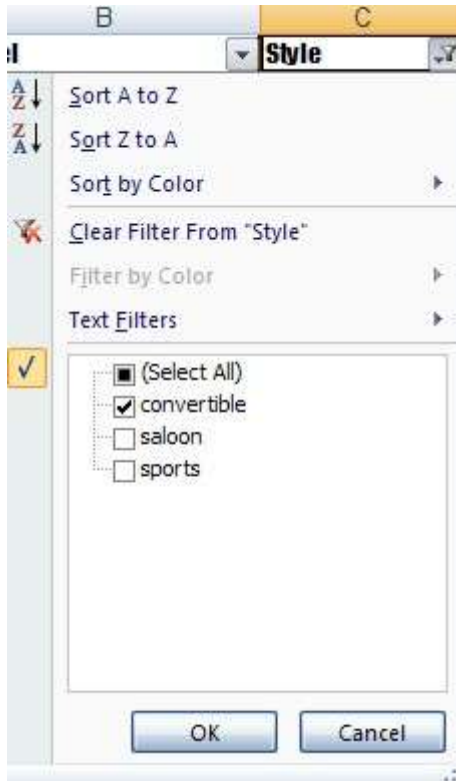 B C
el Style
Sort A to Z
Sort Z to A
Sort by Color
Clear Filter From "Style"
Filter by Color
Text Filters
(Select All)
convertible
saloon
sports
OK Cancel